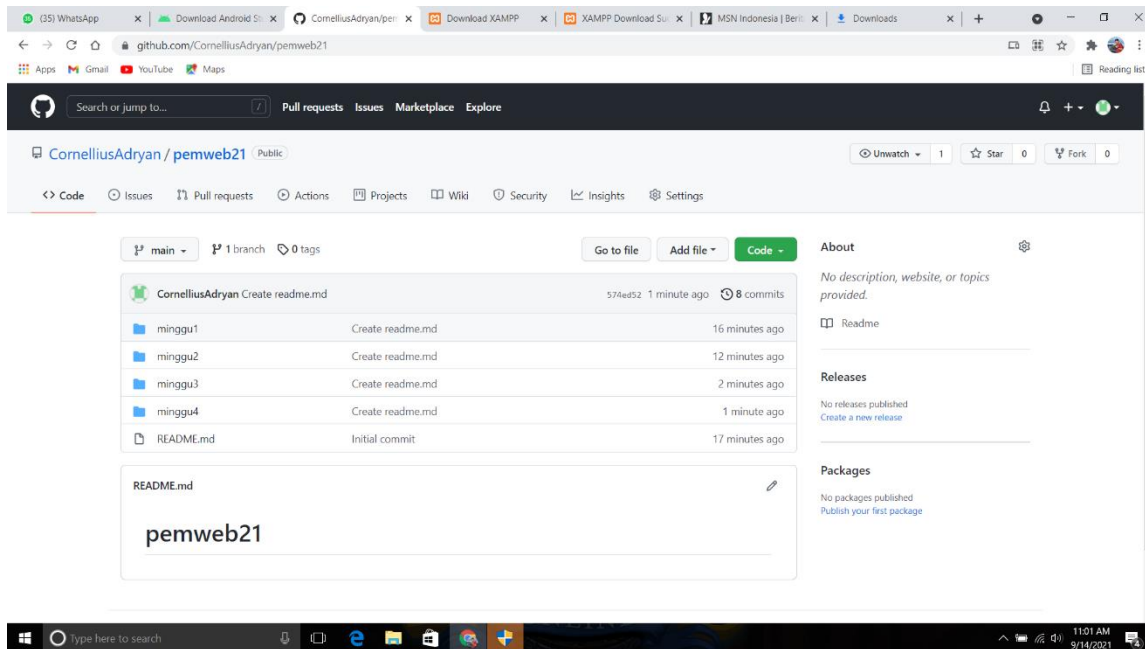 (35) WhatsApp
Download Android St
CornelliusAdryan/pem
Download XAMPP
XAMPP Download Suc
MSN Indonesia | Berit
Downloads
github.com/CornelliusAdryan/pemweb21
Apps Gmail YouTube Maps
Reading list
Search or jump to... / Pull requests Issues Marketplace Explore
CornelliusAdryan / pemweb21 Public
Unwatch 1 Star 0 Fork 0
Code Issues Pull requests Actions Projects Wiki Security Insights Settings
main 1 branch 0 tags Go to file Add file Code
CornelliusAdryan Create readme.md 574ed52 1 minute ago 8 commits
minggu1 Create readme.md 16 minutes ago
minggu2 Create readme.md 12 minutes ago
minggu3 Create readme.md 2 minutes ago
minggu4 Create readme.md 1 minute ago
README.md Initial commit 17 minutes ago
README.md
pemweb21
About
No description, website, or topics
provided.
Readme
Releases
No releases published
Create a new release
Packages
No packages published
Publish your first package
Type here to search
11:01 AM
9/14/2021